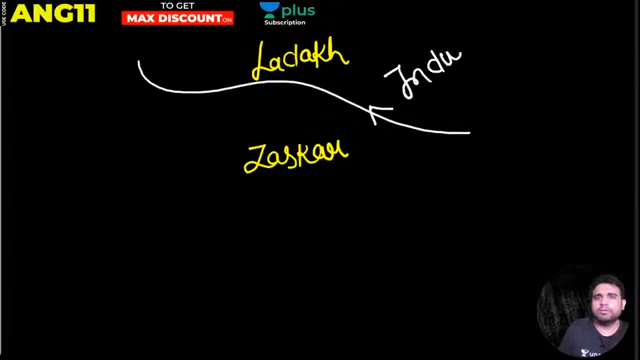 USE CODE
ANG11
TO GET
MAX DISCOUNT ON
plus
Subscription
Ladakh
Indu
Zaskar